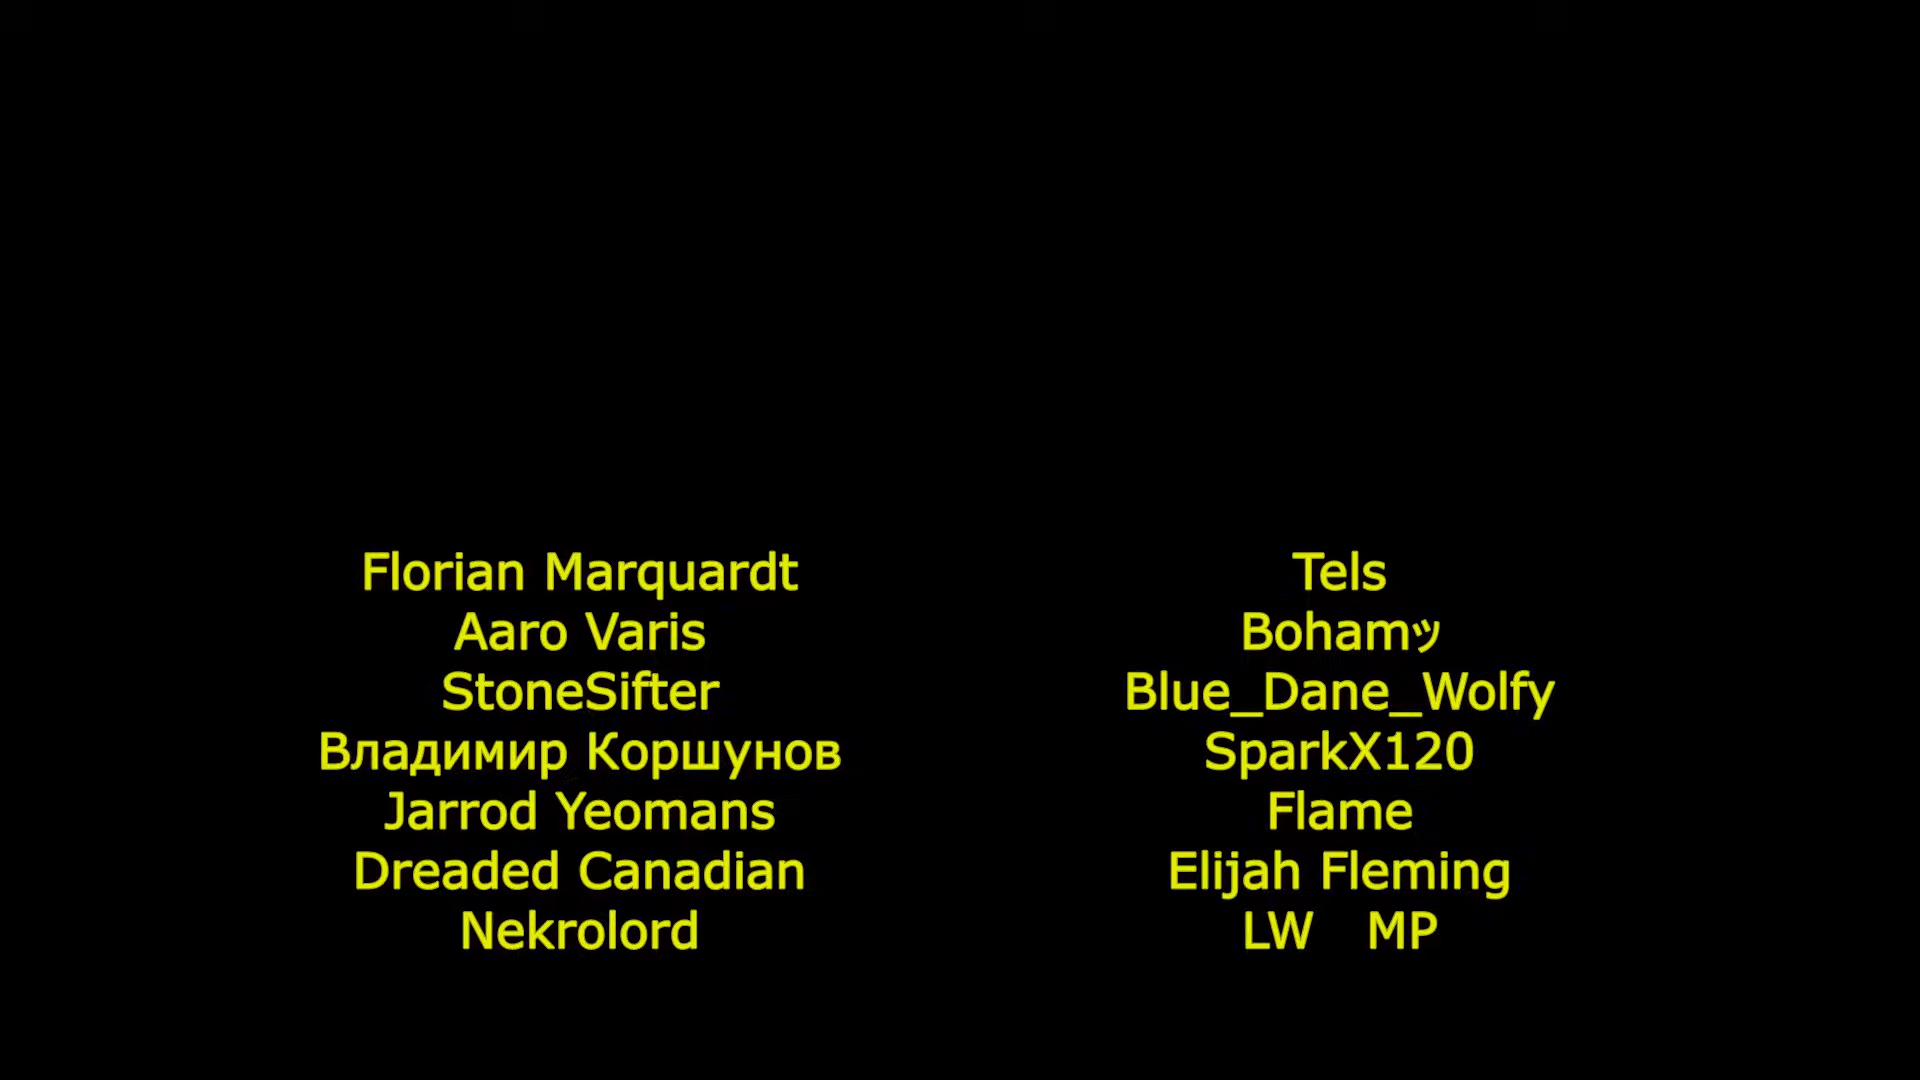 Florian Marquardt
Aaro Varis
StoneSifter
Владимир Коршунов
Jarrod Yeomans
Dreaded Canadian
Nekrolord
Tels
Bohamッ
Blue_Dane_Wolfy
SparkX120
Flame
Elijah Fleming
LW MP